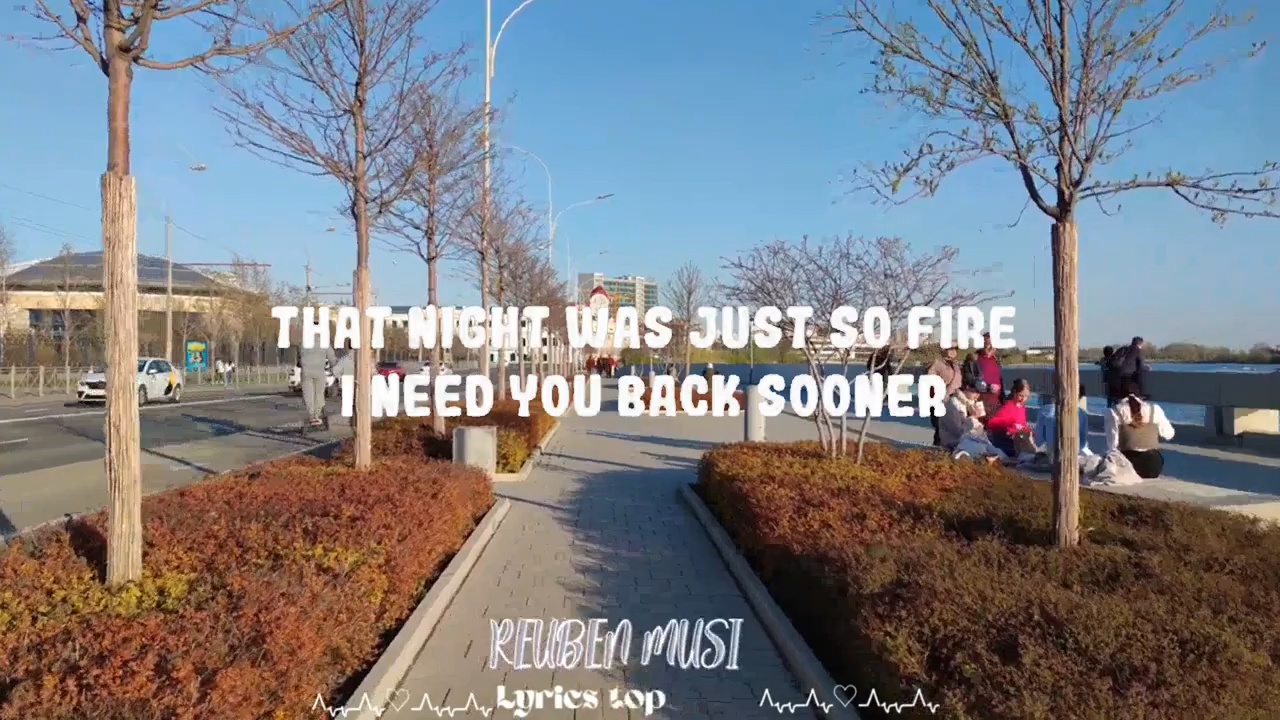 THAT NIGHT WAS JUST SO FIRE
I NEED YOU BACK SOONER
REUBEN MUSI
Lyrics top